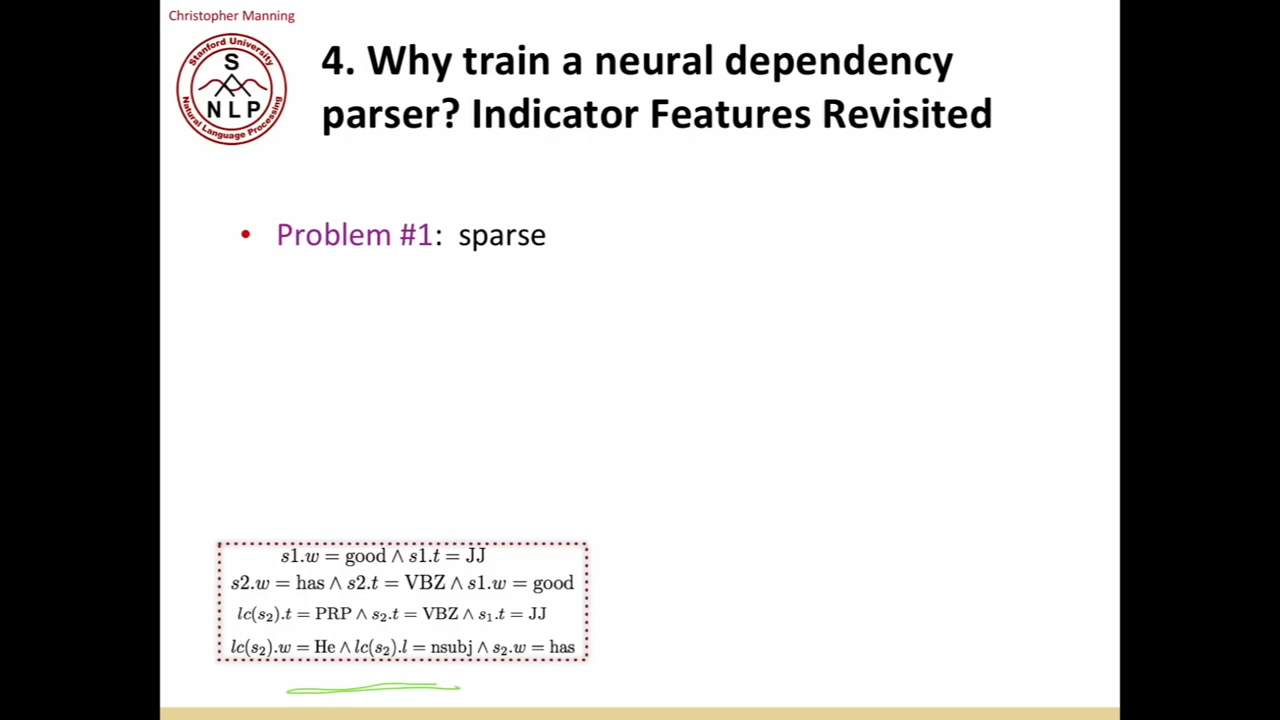 Christopher Manning
Stanford University
S
NLP
Natural Language Processing
4. Why train a neural dependency
parser? Indicator Features Revisited
• Problem #1: sparse
s1.w = good ∧ s1.t = JJ
s2.w = has ∧ s2.t = VBZ ∧ s1.w = good
lc(s₂).t = PRP ∧ s₂.t = VBZ ∧ s₁.t = JJ
lc(s₂).w = He ∧ lc(s₂).l = nsubj ∧ s₂.w = has